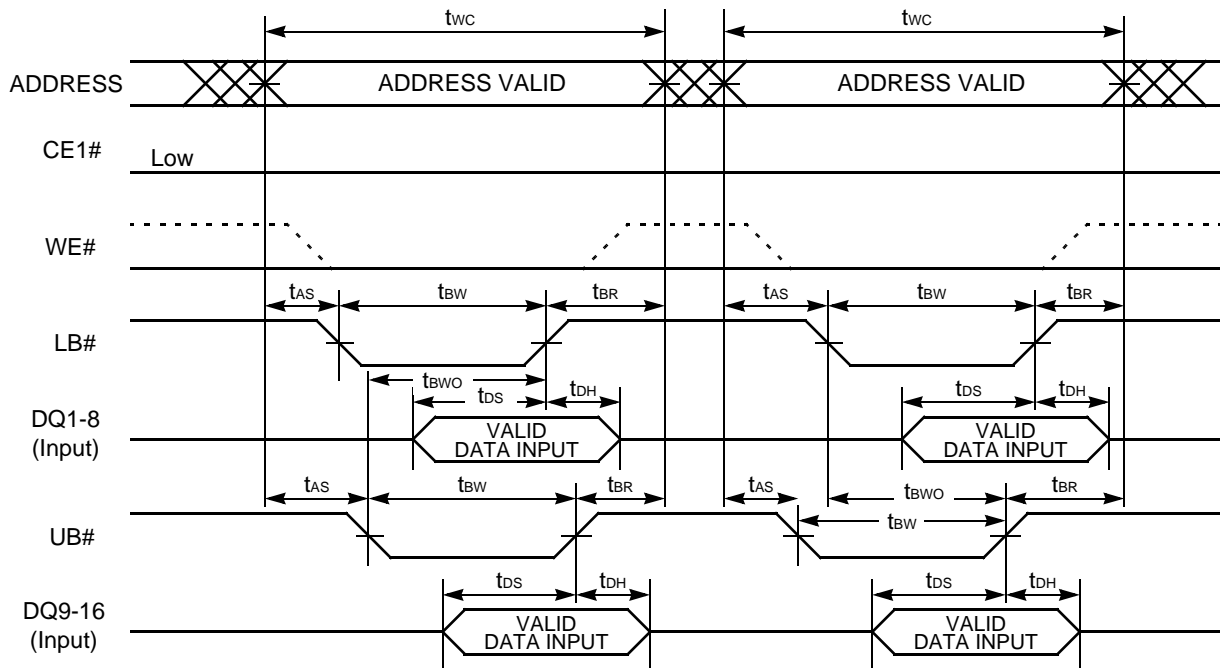 tWC tWC
ADDRESS ADDRESS VALID ADDRESS VALID
CE1# Low
WE#
tAS tBW tBR tAS tBW tBR
LB#
tBWO
tDS tDH tDS tDH
DQ1-8
(Input)
VALID
DATA INPUT
VALID
DATA INPUT
tAS tBW tBR tAS tBWO tBR
tBW
UB#
tDS tDH tDS tDH
DQ9-16
(Input)
VALID
DATA INPUT
VALID
DATA INPUT